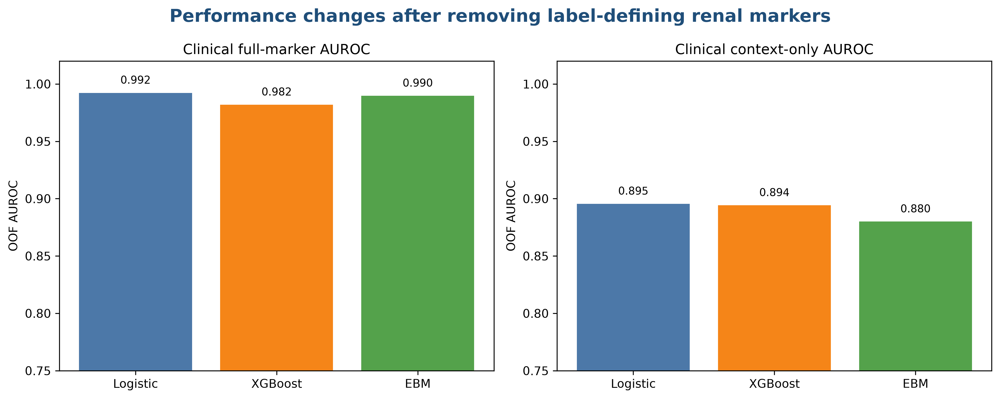 Performance changes after removing label-defining renal markers
Clinical full-marker AUROC
OOF AUROC
1.00
0.95
0.90
0.85
0.80
0.75
0.992
0.982
0.990
Logistic
XGBoost
EBM
Clinical context-only AUROC
OOF AUROC
1.00
0.95
0.90
0.85
0.80
0.75
0.895
0.894
0.880
Logistic
XGBoost
EBM